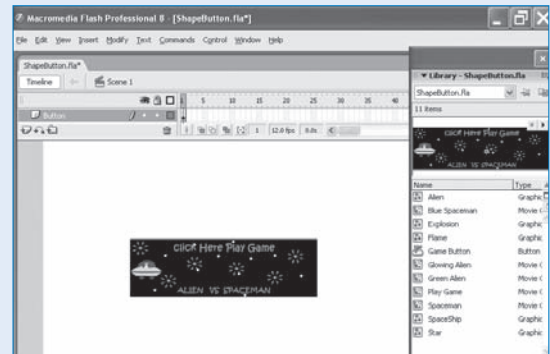 Macromedia Flash Professional 8 - [ShapeButton.fla*]
File Edit View Insert Modify Text Commands Control Window Help
ShapeButton.fla*
Timeline Scene 1
1 5 10 15 20 25 30 35 40
Button
1 12.0 fps 0.0s
Click Here Play Game
ALIEN VS SPACEMAN
Library - ShapeButton.fla
ShapeButton.fla
11 items
Click Here Play Game
ALIEN VS SPACEMAN
Name Type
Alien Graphic
Blue Spaceman Movie C
Explosion Graphic
Flame Graphic
Game Button Button
Glowing Alien Movie C
Green Alien Movie C
Play Game Movie C
Spaceman Movie C
SpaceShip Graphic
Star Graphic